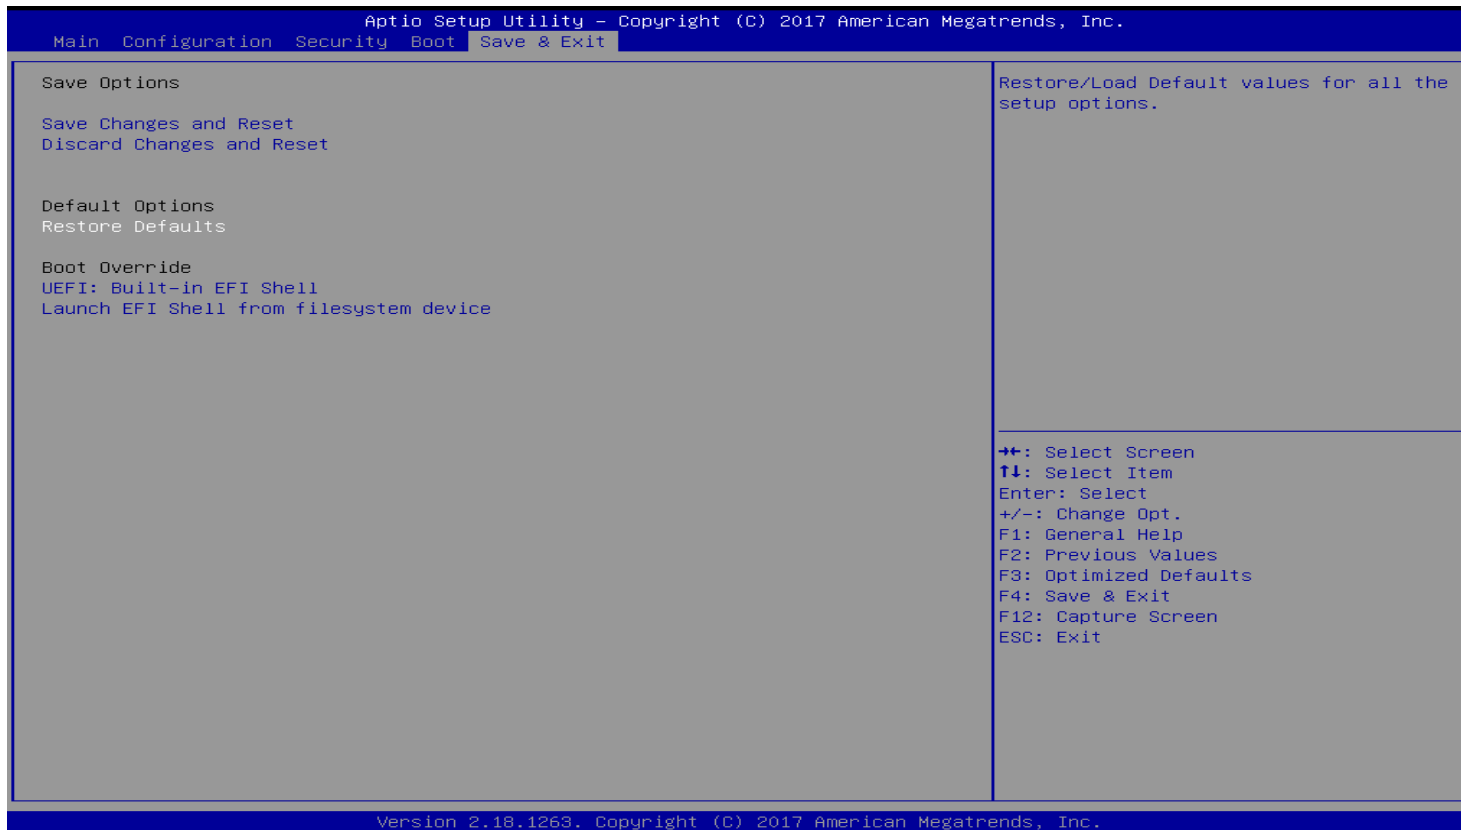 Aptio Setup Utility – Copyright (C) 2017 American Megatrends, Inc.
Main Configuration Security Boot Save & Exit
Save Options
Save Changes and Reset
Discard Changes and Reset
Default Options
Restore Defaults
Boot Override
UEFI: Built-in EFI Shell
Launch EFI Shell from filesystem device
Restore/Load Default values for all the
setup options.
→←: Select Screen
↑↓: Select Item
Enter: Select
+/-: Change Opt.
F1: General Help
F2: Previous Values
F3: Optimized Defaults
F4: Save & Exit
F12: Capture Screen
ESC: Exit
Version 2.18.1263. Copyright (C) 2017 American Megatrends, Inc.